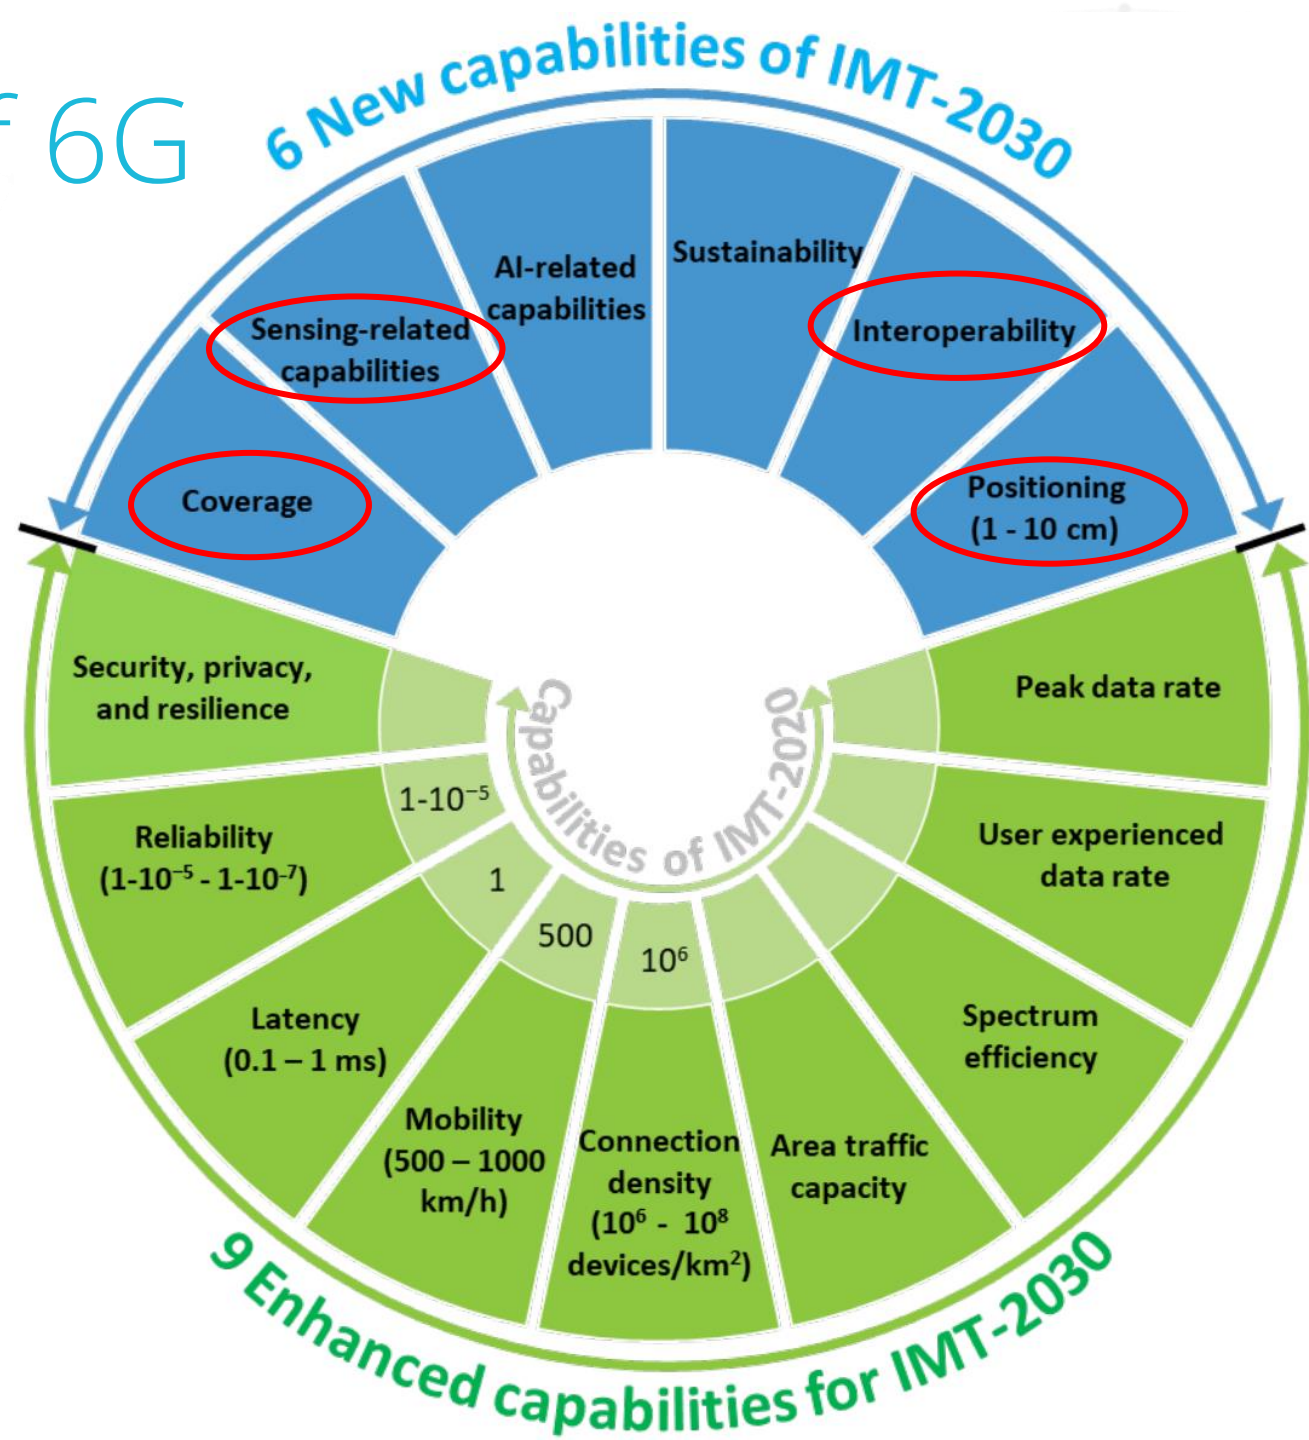 6G
6 New capabilities of IMT-2030
Coverage
Sensing-related
capabilities
AI-related
capabilities
Sustainability
Interoperability
Positioning
(1 - 10 cm)
Security, privacy,
and resilience
Reliability
(1-10⁻⁵ - 1-10⁻⁷)
Latency
(0.1 – 1 ms)
Mobility
(500 – 1000
km/h)
Connection
density
(10⁶ - 10⁸
devices/km²)
Area traffic
capacity
Spectrum
efficiency
User experienced
data rate
Peak data rate
1-10⁻⁵
1
500
10⁶
Capabilities of IMT-2020
9 Enhanced capabilities for IMT-2030